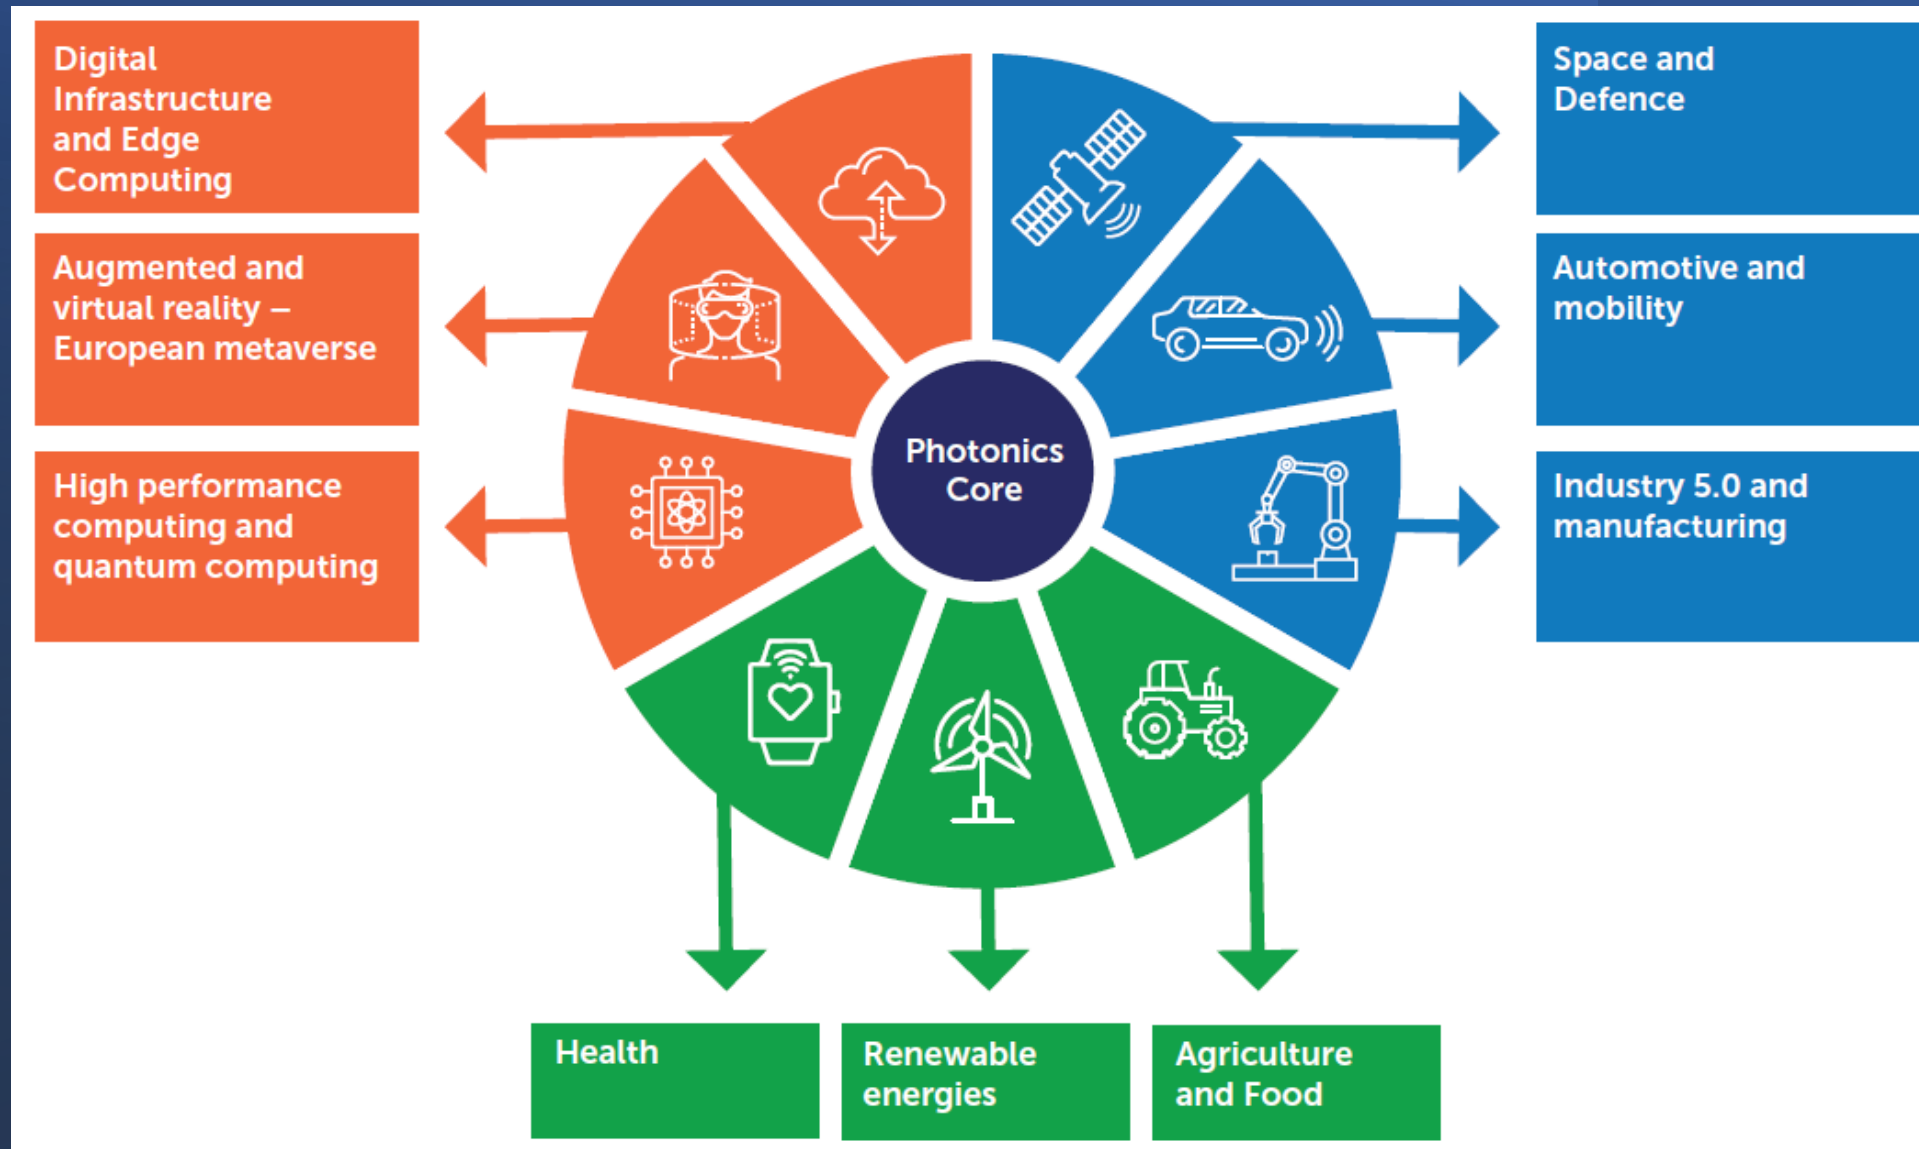 Digital
Infrastructure
and Edge
Computing
Augmented and
virtual reality –
European metaverse
High performance
computing and
quantum computing
Photonics
Core
Space and
Defence
Automotive and
mobility
Industry 5.0 and
manufacturing
Health
Renewable
energies
Agriculture
and Food